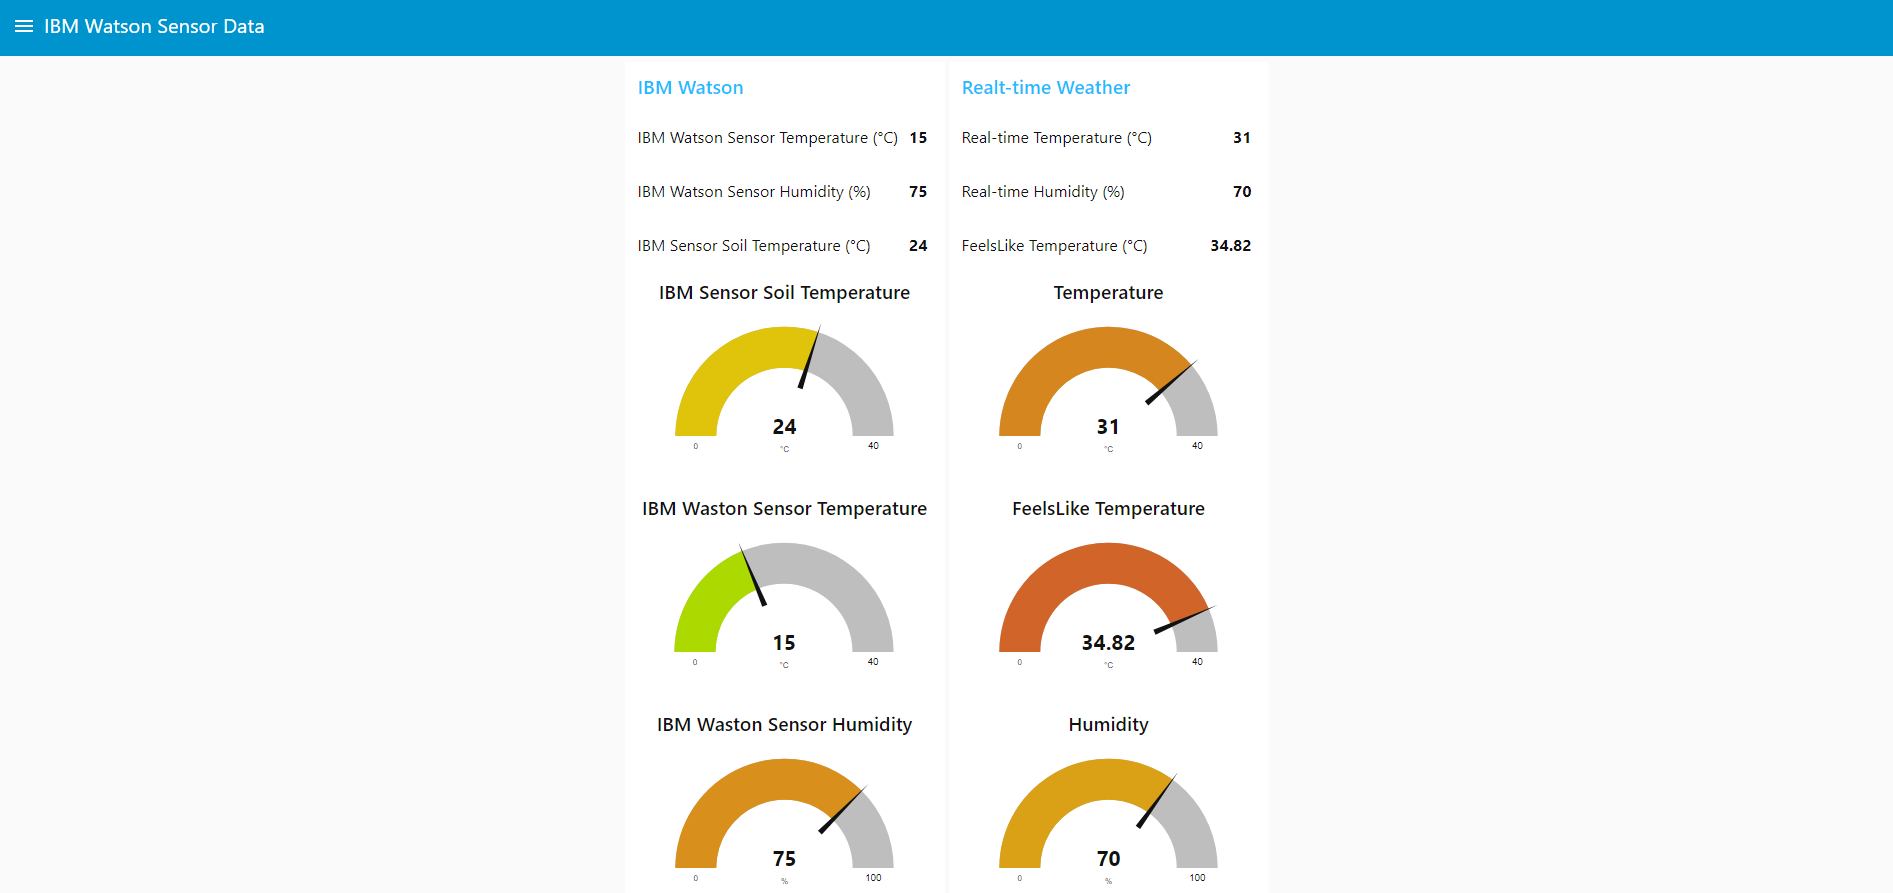 IBM Watson Sensor Data
IBM Watson
IBM Watson Sensor Temperature (°C) 15
IBM Watson Sensor Humidity (%) 75
IBM Sensor Soil Temperature (°C) 24
IBM Sensor Soil Temperature
24
°C
0 40
IBM Waston Sensor Temperature
15
°C
0 40
IBM Waston Sensor Humidity
75
%
0 100
Realt-time Weather
Real-time Temperature (°C) 31
Real-time Humidity (%) 70
FeelsLike Temperature (°C) 34.82
Temperature
31
°C
0 40
FeelsLike Temperature
34.82
°C
0 40
Humidity
70
%
0 100